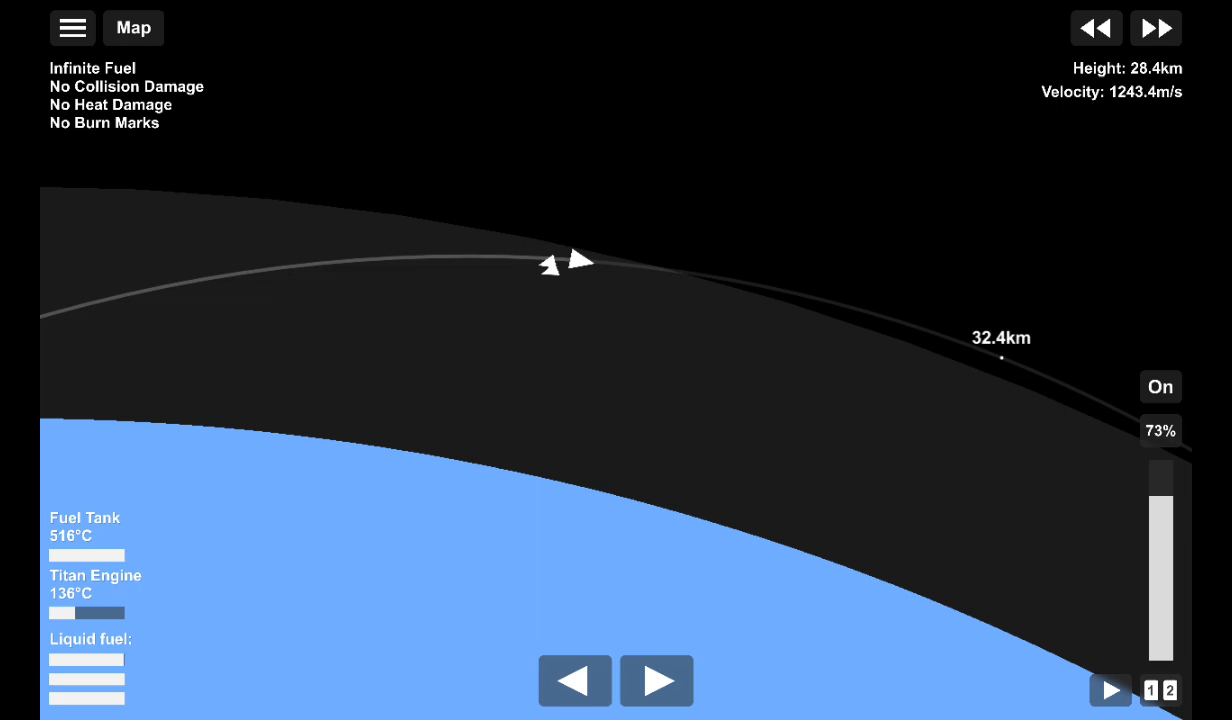 Map
Infinite Fuel
No Collision Damage
No Heat Damage
No Burn Marks
Height: 28.4km
Velocity: 1243.4m/s
32.4km
On
73%
Fuel Tank
516°C
Titan Engine
136°C
Liquid fuel:
1 2